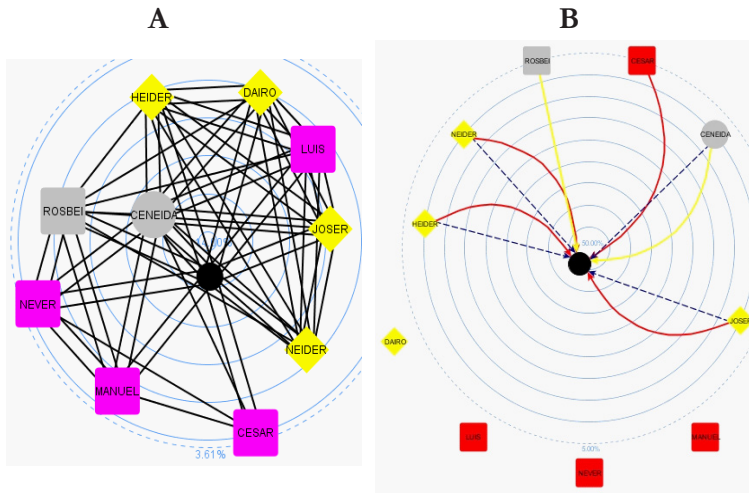 A
B
HEIDER
DAIRO
LUIS
ROSBEI
CENEIDA
JOSER
NEVER
NEIDER
MANUEL
CESAR
3.61%
ROSBEI
CESAR
NEIDER
CENEIDA
HEIDER
50.00%
JOSER
DAIRO
LUIS
MANUEL
5.00%
NEVER